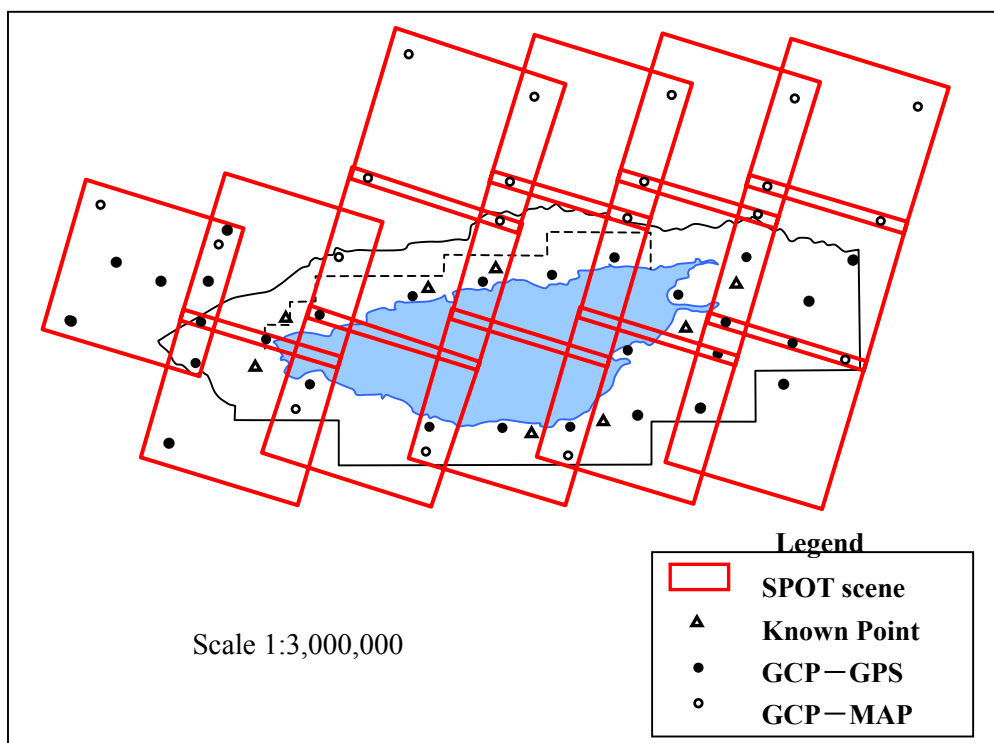 Legend
SPOT scene
Known Point
GCP－GPS
GCP－MAP
Scale 1:3,000,000